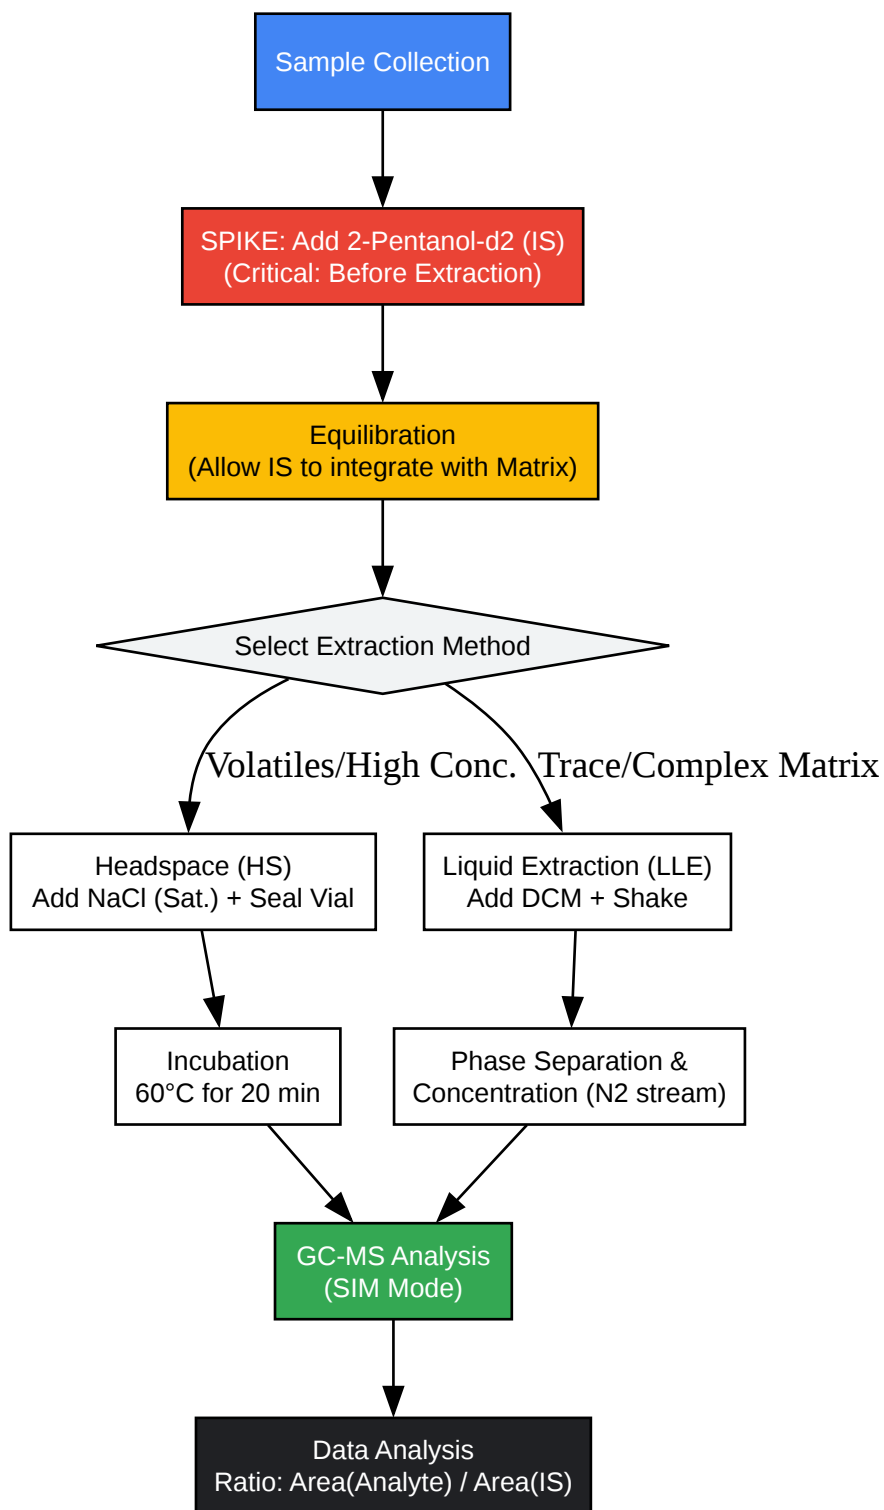 Sample Collection
SPIKE: Add 2-Pentanol-d2 (IS)
(Critical: Before Extraction)
Equilibration
(Allow IS to integrate with Matrix)
Select Extraction Method
Volatiles/High Conc.
Trace/Complex Matrix
Headspace (HS)
Add NaCl (Sat.) + Seal Vial
Liquid Extraction (LLE)
Add DCM + Shake
Incubation
60°C for 20 min
Phase Separation &
Concentration (N2 stream)
GC-MS Analysis
(SIM Mode)
Data Analysis
Ratio: Area(Analyte) / Area(IS)